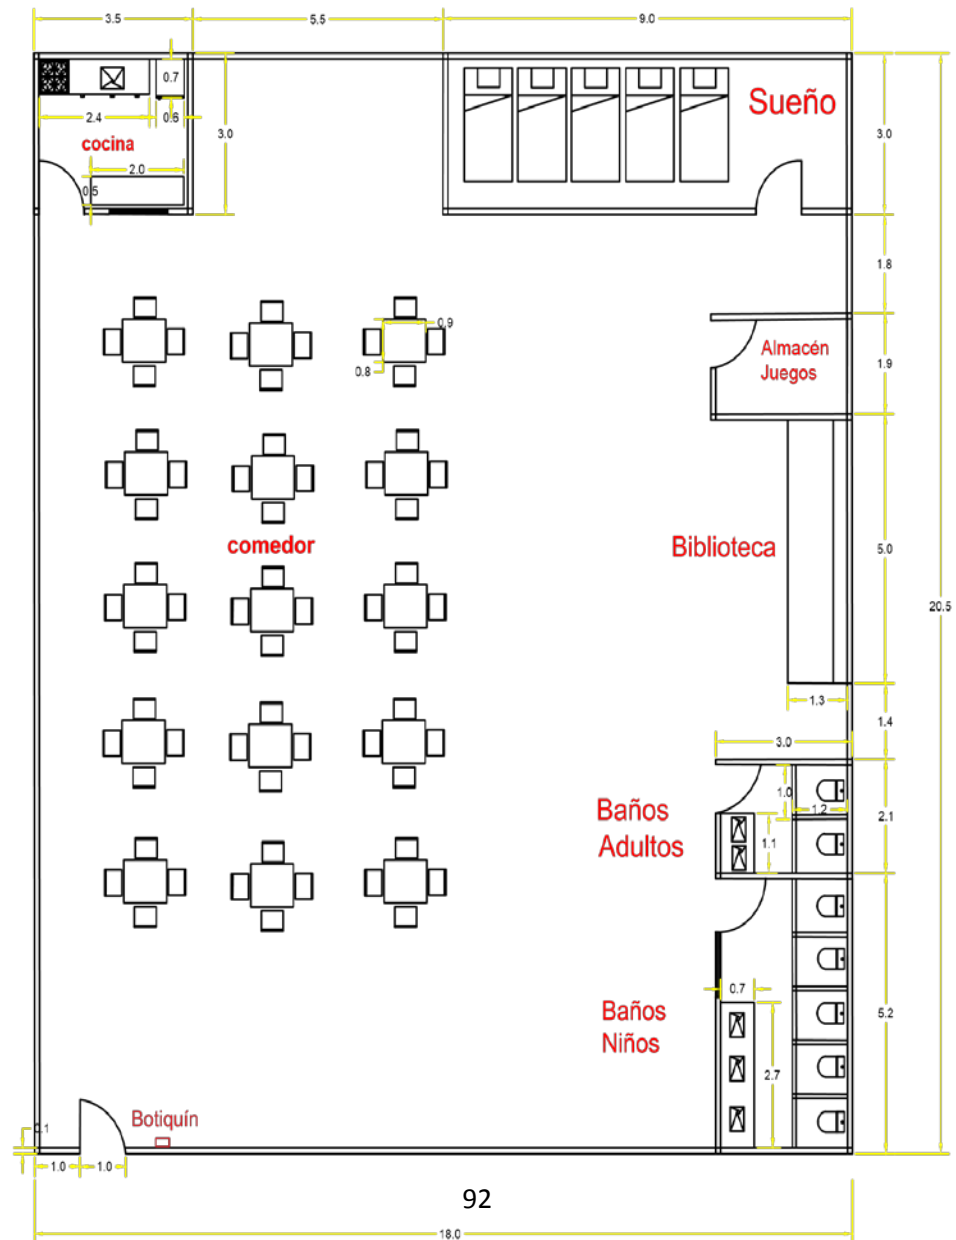 3.5
5.5
9.0
0.7
Sueño
2.4
0.6
cocina
3.0
3.0
2.0
0.5
1.8
0.9
Almacén
Juegos
1.9
0.8
comedor
Biblioteca
5.0
20.5
1.3
1.4
3.0
1.0
1.2
Baños
Adultos
2.1
1.1
0.7
Baños
Niños
5.2
2.7
Botiquín
0.1
1.0
1.0
92
18.0